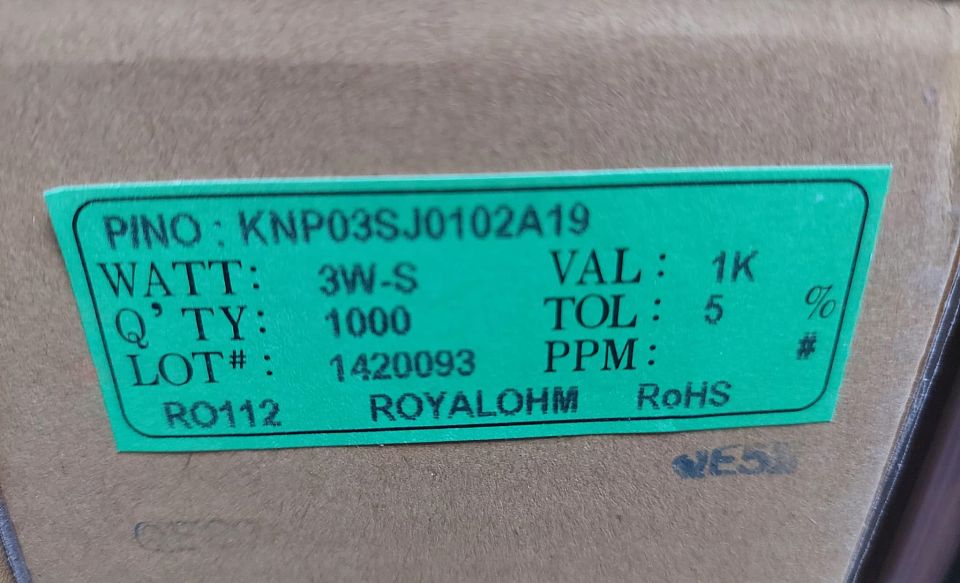 PINO : KNP03SJ0102A19
WATT: 3W-S VAL : 1K
Q'TY: 1000 TOL : 5 %
LOT# : 1420093 PPM : #
RO112 ROYALOHM RoHS